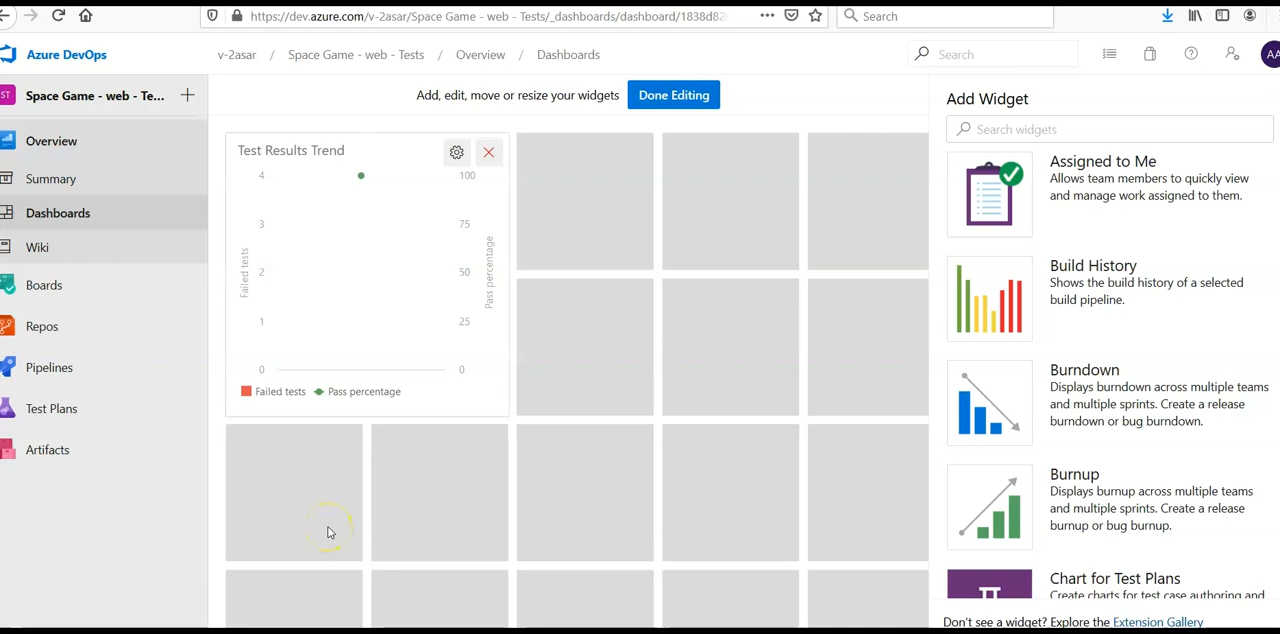 https://dev.azure.com/v-2asar/Space Game - web - Tests/_dashboards/dashboard/1838d82
Search
Azure DevOps
v-2asar / Space Game - web - Tests / Overview / Dashboards
Search
AA
ST
Space Game - web - Te...
Overview
Summary
Dashboards
Wiki
Boards
Repos
Pipelines
Test Plans
Artifacts
Add, edit, move or resize your widgets
Done Editing
Test Results Trend
4
3
2
1
0
Failed tests
100
75
50
25
0
Pass percentage
Failed tests
Pass percentage
Add Widget
Search widgets
Assigned to Me
Allows team members to quickly view
and manage work assigned to them.
Build History
Shows the build history of a selected
build pipeline.
Burndown
Displays burndown across multiple teams
and multiple sprints. Create a release
burndown or bug burndown.
Burnup
Displays burnup across multiple teams
and multiple sprints. Create a release
burnup or bug burnup.
Chart for Test Plans
Create charts for test case authoring and
Don't see a widget? Explore the Extension Gallery